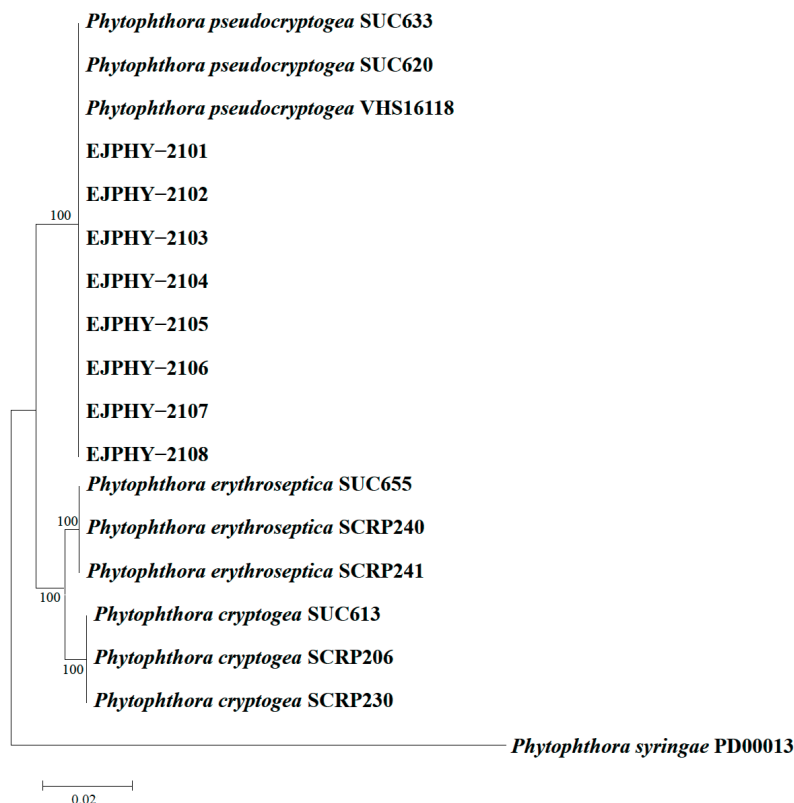 Phytophthora pseudocryptogea SUC633
Phytophthora pseudocryptogea SUC620
Phytophthora pseudocryptogea VHS16118
EJPHY−2101
EJPHY−2102
100
EJPHY−2103
EJPHY−2104
EJPHY−2105
EJPHY−2106
EJPHY−2107
EJPHY−2108
Phytophthora erythroseptica SUC655
100
Phytophthora erythroseptica SCRP240
Phytophthora erythroseptica SCRP241
100
Phytophthora cryptogea SUC613
Phytophthora cryptogea SCRP206
100
Phytophthora cryptogea SCRP230
Phytophthora syringae PD00013
0.02